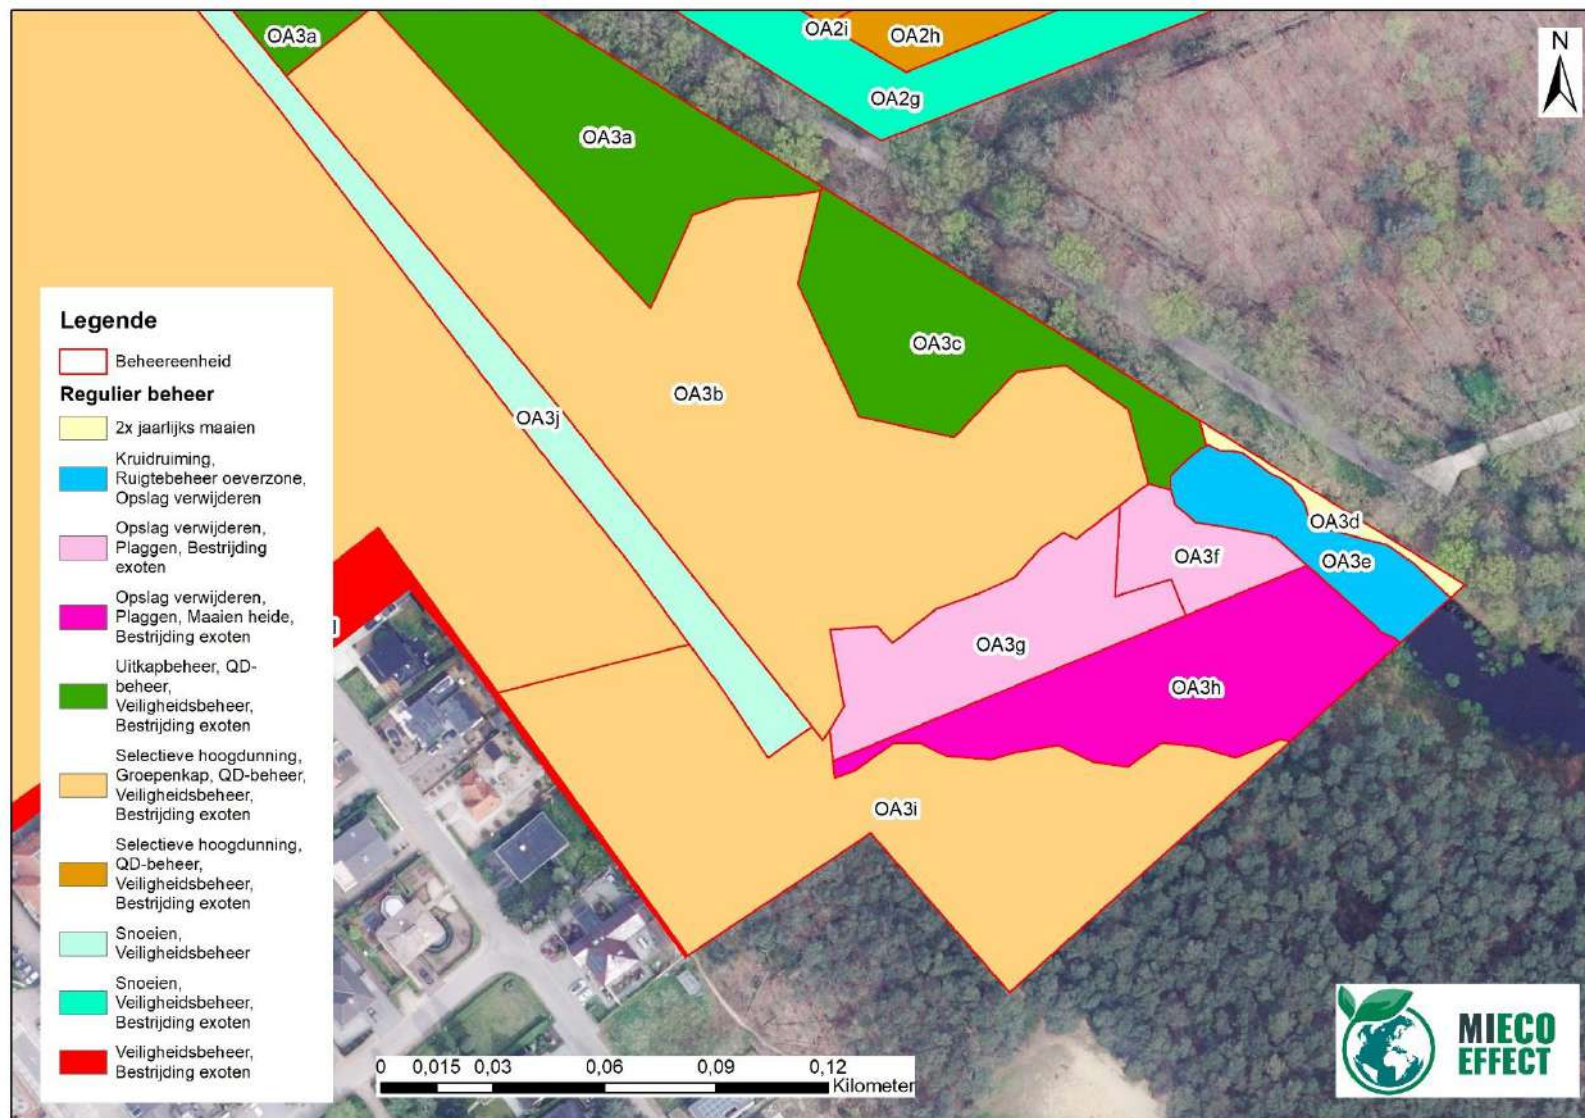 OA3a
OA2i
OA2h
N
OA2g
OA3a
OA3c
OA3b
OA3j
OA3d
OA3f
OA3e
OA3g
OA3h
OA3i
Legende
Beheereenheid
Regulier beheer
2x jaarlijks maaien
Kruidruiming,
Ruigtebeheer oeverzone,
Opslag verwijderen
Opslag verwijderen,
Plaggen, Bestrijding
exoten
Opslag verwijderen,
Plaggen, Maaien heide,
Bestrijding exoten
Uitkapbeheer, QD-
beheer,
Veiligheidsbeheer,
Bestrijding exoten
Selectieve hoogdunning,
Groepenkap, QD-beheer,
Veiligheidsbeheer,
Bestrijding exoten
Selectieve hoogdunning,
QD-beheer,
Veiligheidsbeheer,
Bestrijding exoten
Snoeien,
Veiligheidsbeheer
Snoeien,
Veiligheidsbeheer,
Bestrijding exoten
Veiligheidsbeheer,
Bestrijding exoten
0 0,015 0,03 0,06 0,09 0,12
Kilometer
MIECO
EFFECT